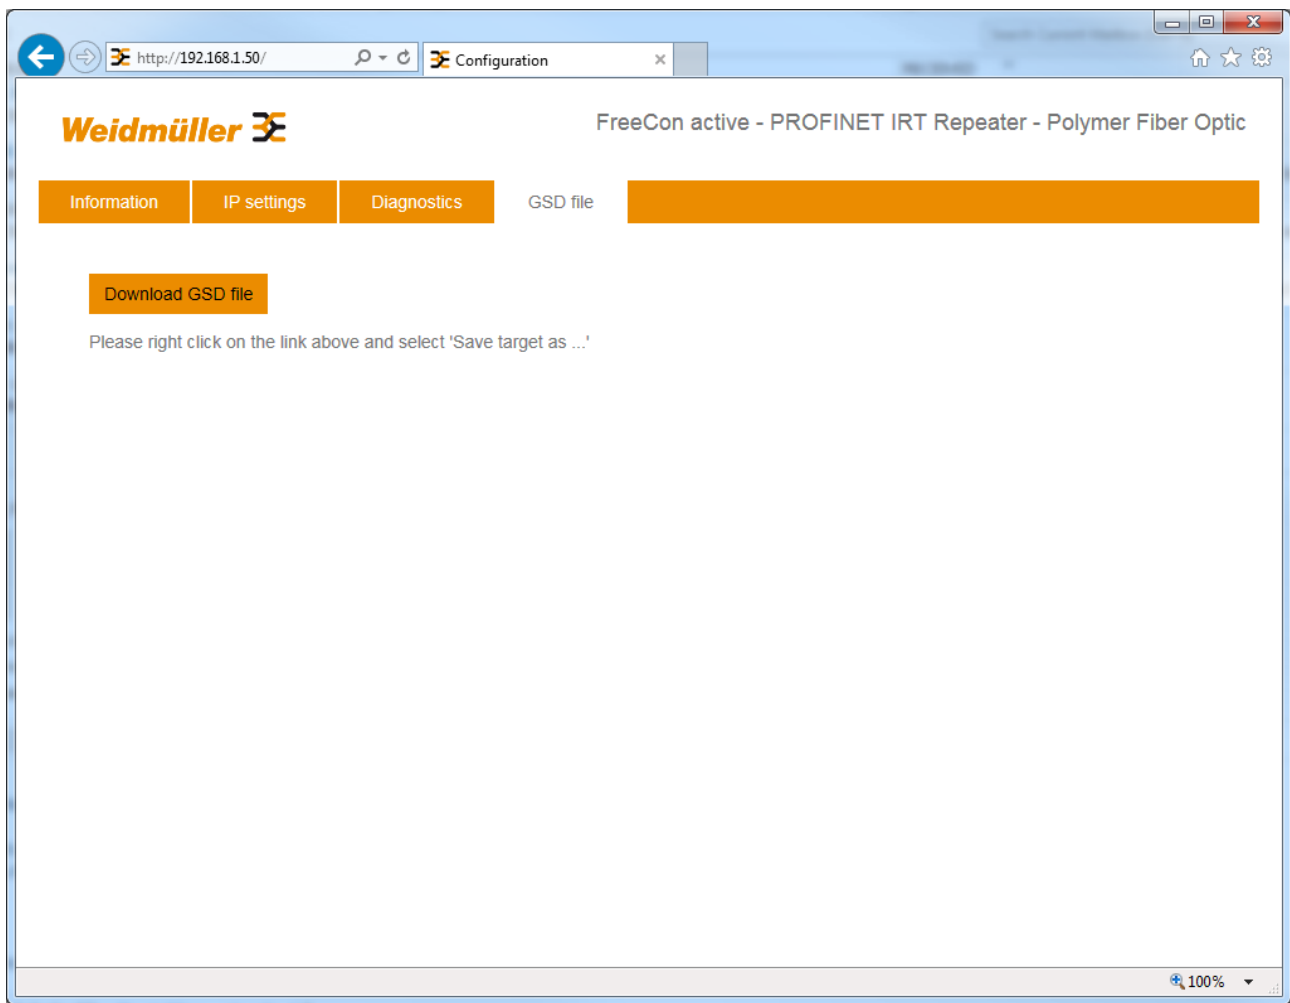 http://192.168.1.50/
Configuration
Weidmüller
FreeCon active - PROFINET IRT Repeater - Polymer Fiber Optic
Information
IP settings
Diagnostics
GSD file
Download GSD file
Please right click on the link above and select 'Save target as ...'
100%